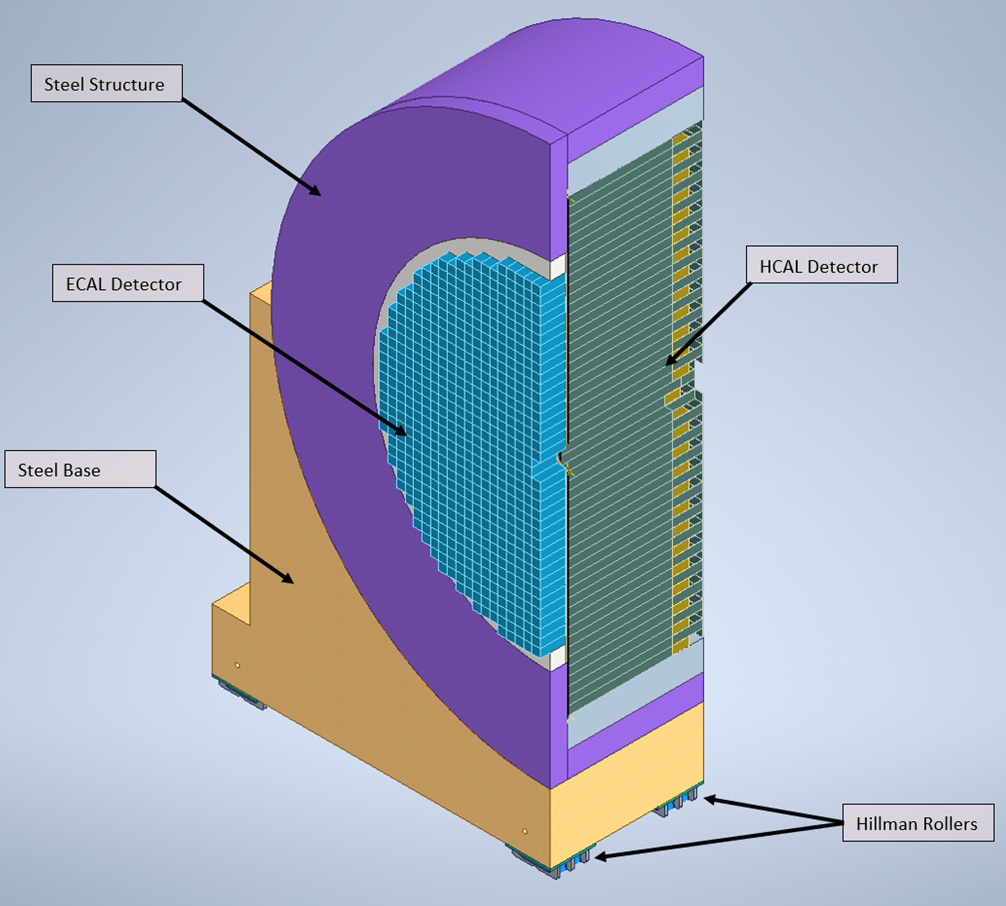 Steel Structure
ECAL Detector
HCAL Detector
Steel Base
Hillman Rollers